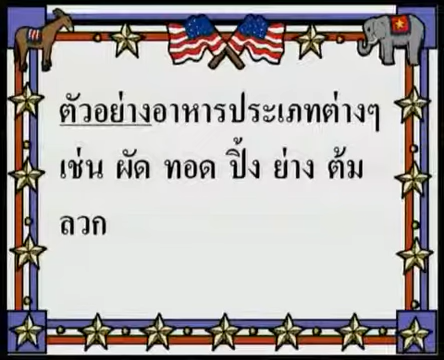 ตัวอย่างอาหารประเภทต่างๆ
เช่น ผัด ทอด ปิ้ง ย่าง ต้ม
ลวก